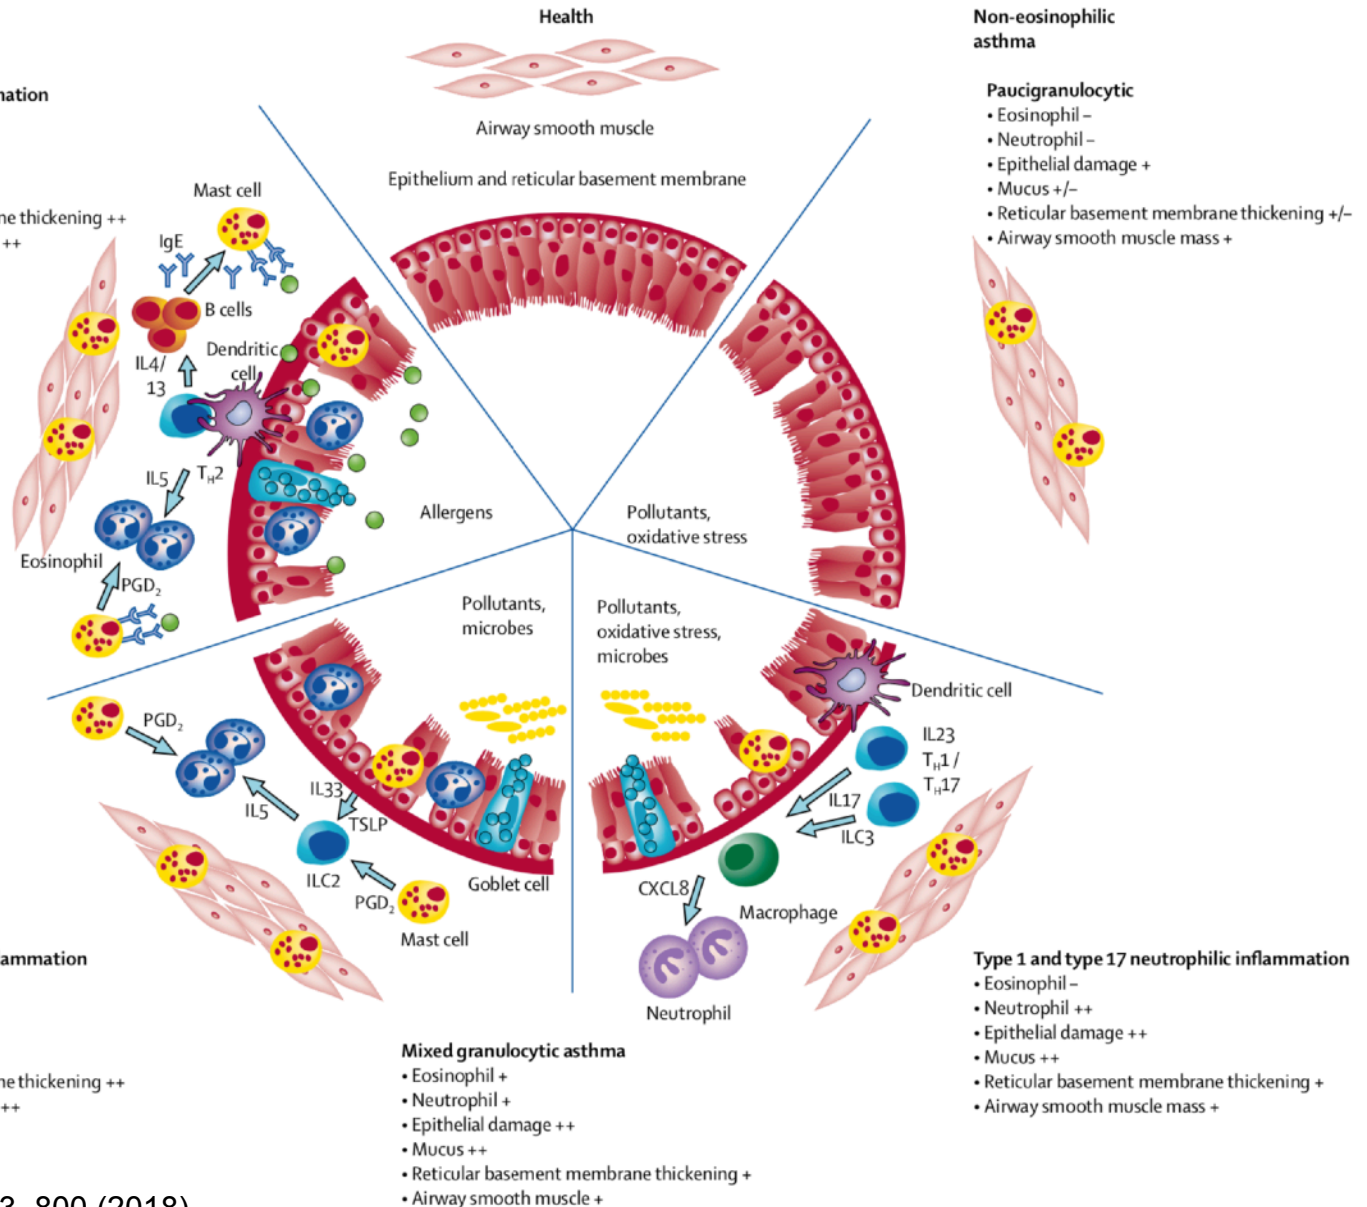 Health
Non-eosinophilic
asthma
Airway smooth muscle
Epithelium and reticular basement membrane
Paucigranulocytic
• Eosinophil –
• Neutrophil –
• Epithelial damage +
• Mucus +/–
• Reticular basement membrane thickening +/–
• Airway smooth muscle mass +
thickening ++
++
Mast cell
IgE
B cells
IL4/
13
Dendritic
cell
IL5
TH2
Eosinophil
PGD2
Allergens
Pollutants,
oxidative stress
Pollutants,
microbes
Pollutants,
oxidative stress,
microbes
PGD2
IL5
IL33
TSLP
ILC2
PGD2
Mast cell
Goblet cell
Dendritic cell
IL23
TH1 /
TH17
IL17
ILC3
CXCL8
Macrophage
Neutrophil
thickening ++
++
Mixed granulocytic asthma
• Eosinophil +
• Neutrophil +
• Epithelial damage ++
• Mucus ++
• Reticular basement membrane thickening +
• Airway smooth muscle +
Type 1 and type 17 neutrophilic inflammation
• Eosinophil –
• Neutrophil ++
• Epithelial damage ++
• Mucus ++
• Reticular basement membrane thickening +
• Airway smooth muscle mass +
800 (2018)